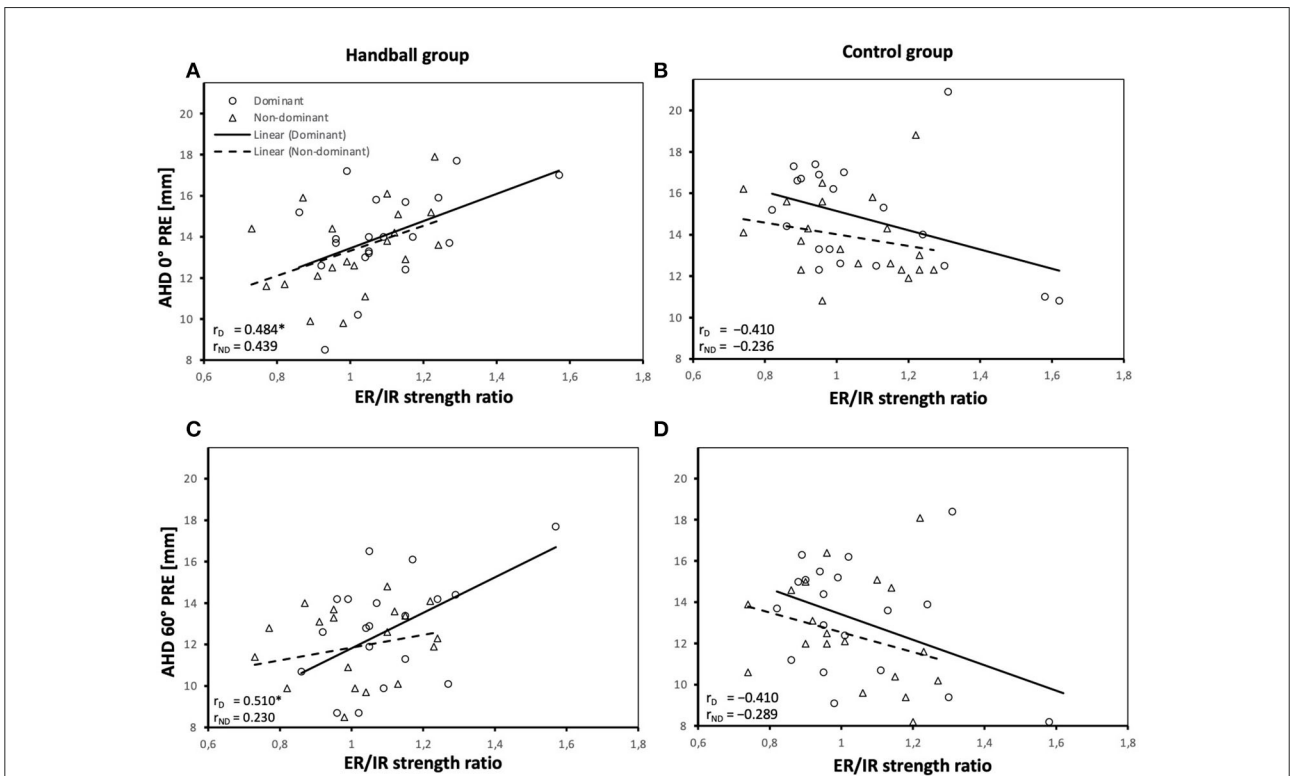 Handball group
Control group
A
B
AHD 0° PRE [mm]
20
18
16
14
12
10
8
Dominant
Non-dominant
Linear (Dominant)
Linear (Non-dominant)
rD = 0.484*
rND = 0.439
0,6 0,8 1 1,2 1,4 1,6 1,8
ER/IR strength ratio
20
18
16
14
12
10
8
rD = −0.410
rND = −0.236
0,6 0,8 1 1,2 1,4 1,6 1,8
ER/IR strength ratio
C
D
AHD 60° PRE [mm]
20
18
16
14
12
10
8
rD = 0.510*
rND = 0.230
0,6 0,8 1 1,2 1,4 1,6 1,8
ER/IR strength ratio
20
18
16
14
12
10
8
rD = −0.410
rND = −0.289
0,6 0,8 1 1,2 1,4 1,6 1,8
ER/IR strength ratio